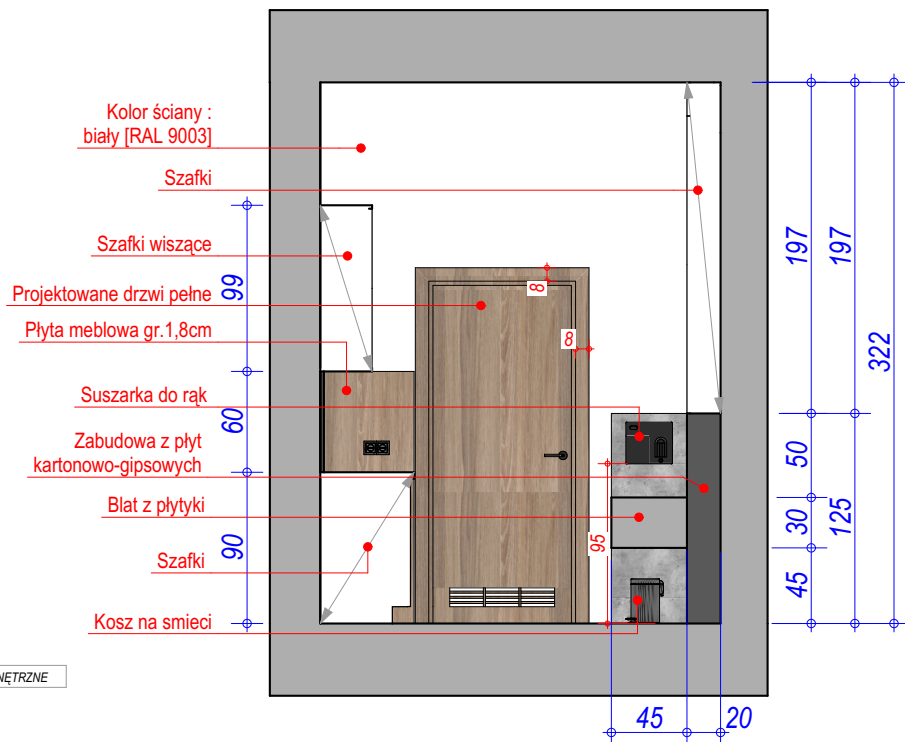 Kolor ściany :
biały [RAL 9003]
Szafki
Szafki wiszące
Projektowane drzwi pełne
Płyta meblowa gr.1,8cm
Suszarka do rąk
Zabudowa z płyt
kartonowo-gipsowych
Blat z płytyki
Szafki
Kosz na smieci
NĘTRZNE
99
60
90
8
8
95
197
197
322
50
30
125
45
45
20